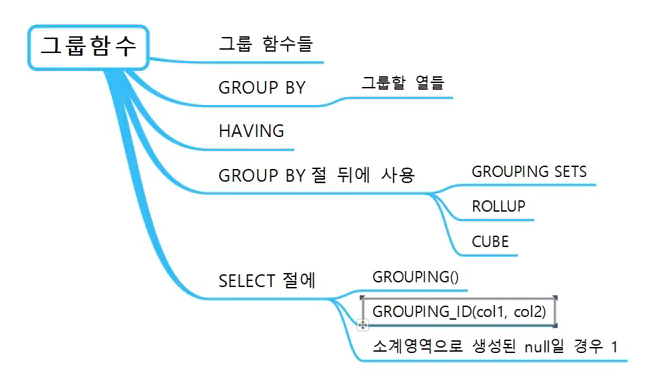 그룹함수
그룹 함수들
GROUP BY
그룹할 열들
HAVING
GROUP BY 절 뒤에 사용
GROUPING SETS
ROLLUP
CUBE
SELECT 절에
GROUPING()
GROUPING_ID(col1, col2)
소계영역으로 생성된 null일 경우 1